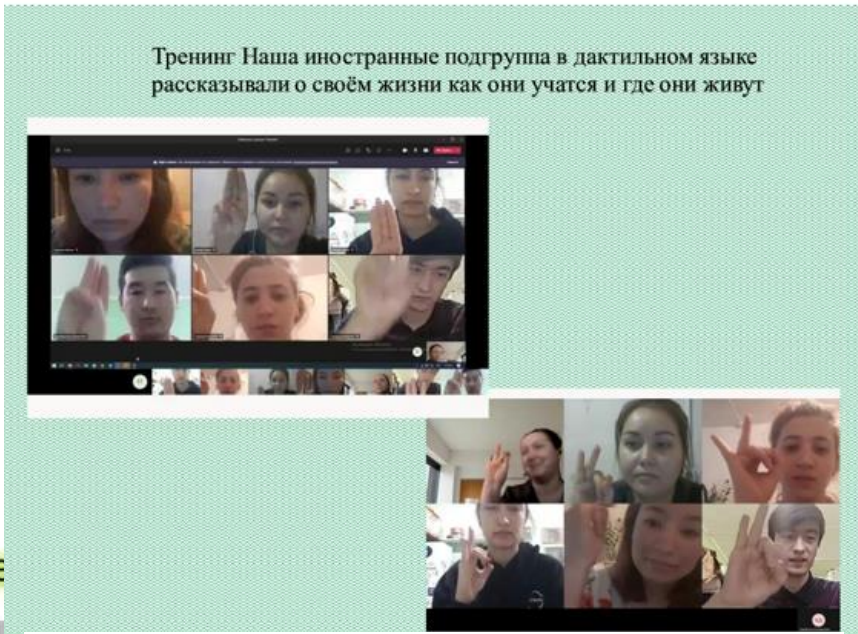 Тренинг Наша иностранные подгруппа в дактильном языке
рассказывали о своём жизни как они учатся и где они живут